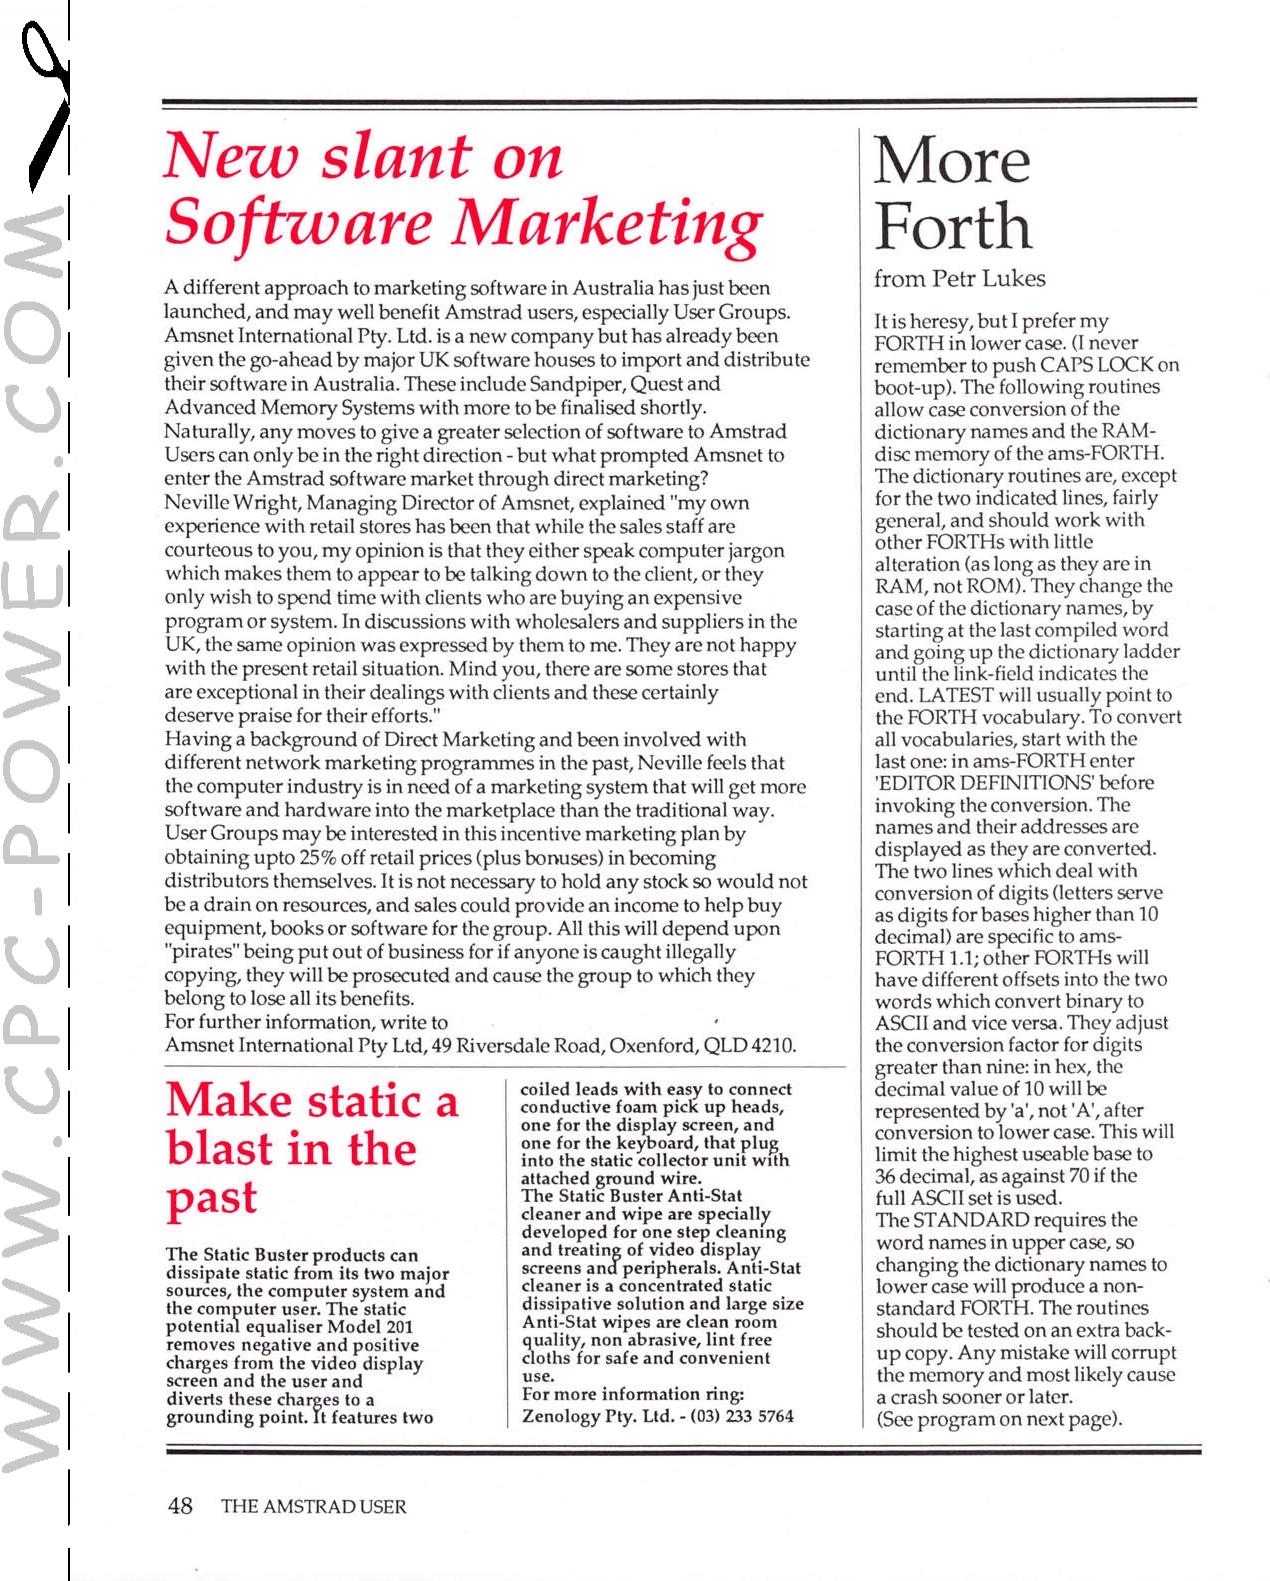 WWW.CPC-POWER.COM
New slant on
Software Marketing
A different approach to marketing software in Australia has just been
launched, and may well benefit Amstrad users, especially User Groups.
Amsnet International Pty. Ltd. is a new company but has already been
given the go-ahead by major UK software houses to import and distribute
their software in Australia. These include Sandpiper, Quest and
Advanced Memory Systems with more to be finalised shortly.
Naturally, any moves to give a greater selection of software to Amstrad
Users can only be in the right direction - but what prompted Amsnet to
enter the Amstrad software market through direct marketing?
Neville Wright, Managing Director of Amsnet, explained "my own
experience with retail stores has been that while the sales staff are
courteous to you, my opinion is that they either speak computer jargon
which makes them to appear to be talking down to the client, or they
only wish to spend time with clients who are buying an expensive
program or system. In discussions with wholesalers and suppliers in the
UK, the same opinion was expressed by them to me. They are not happy
with the present retail situation. Mind you, there are some stores that
are exceptional in their dealings with clients and these certainly
deserve praise for their efforts."
Having a background of Direct Marketing and been involved with
different network marketing programmes in the past, Neville feels that
the computer industry is in need of a marketing system that will get more
software and hardware into the marketplace than the traditional way.
User Groups may be interested in this incentive marketing plan by
obtaining upto 25% off retail prices (plus bonuses) in becoming
distributors themselves. It is not necessary to hold any stock so would not
be a drain on resources, and sales could provide an income to help buy
equipment, books or software for the group. All this will depend upon
"pirates" being put out of business for if anyone is caught illegally
copying, they will be prosecuted and cause the group to which they
belong to lose all its benefits.
For further information, write to
Amsnet International Pty Ltd, 49 Riversdale Road, Oxenford, QLD 4210.
Make static a
blast in the
past
The Static Buster products can
dissipate static from its two major
sources, the computer system and
the computer user. The static
potential equaliser Model 201
removes negative and positive
charges from the video display
screen and the user and
diverts these charges to a
grounding point. It features two
coiled leads with easy to connect
conductive foam pick up heads,
one for the display screen, and
one for the keyboard, that plug
into the static collector unit with
attached ground wire.
The Static Buster Anti-Stat
cleaner and wipe are specially
developed for one step cleaning
and treating of video display
screens and peripherals. Anti-Stat
cleaner is a concentrated static
dissipative solution and large size
Anti-Stat wipes are clean room
quality, non abrasive, lint free
cloths for safe and convenient
use.
For more information ring:
Zenology Pty. Ltd. - (03) 233 5764
More
Forth
from Petr Lukes
It is heresy, but I prefer my
FORTH in lower case. (I never
remember to push CAPS LOCK on
boot-up). The following routines
allow case conversion of the
dictionary names and the RAM-
disc memory of the ams-FORTH.
The dictionary routines are, except
for the two indicated lines, fairly
general, and should work with
other FORTHs with little
alteration (as long as they are in
RAM, not ROM). They change the
case of the dictionary names, by
starting at the last compiled word
and going up the dictionary ladder
until the link-field indicates the
end. LATEST will usually point to
the FORTH vocabulary. To convert
all vocabularies, start with the
last one: in ams-FORTH enter
'EDITOR DEFINITIONS' before
invoking the conversion. The
names and their addresses are
displayed as they are converted.
The two lines which deal with
conversion of digits (letters serve
as digits for bases higher than 10
decimal) are specific to ams-
FORTH 1.1; other FORTHs will
have different offsets into the two
words which convert binary to
ASCII and vice versa. They adjust
the conversion factor for digits
greater than nine: in hex, the
decimal value of 10 will be
represented by 'a', not 'A', after
conversion to lower case. This will
limit the highest useable base to
36 decimal, as against 70 if the
full ASCII set is used.
The STANDARD requires the
word names in upper case, so
changing the dictionary names to
lower case will produce a non-
standard FORTH. The routines
should be tested on an extra back-
up copy. Any mistake will corrupt
the memory and most likely cause
a crash sooner or later.
(See program on next page).
48 THE AMSTRAD USER